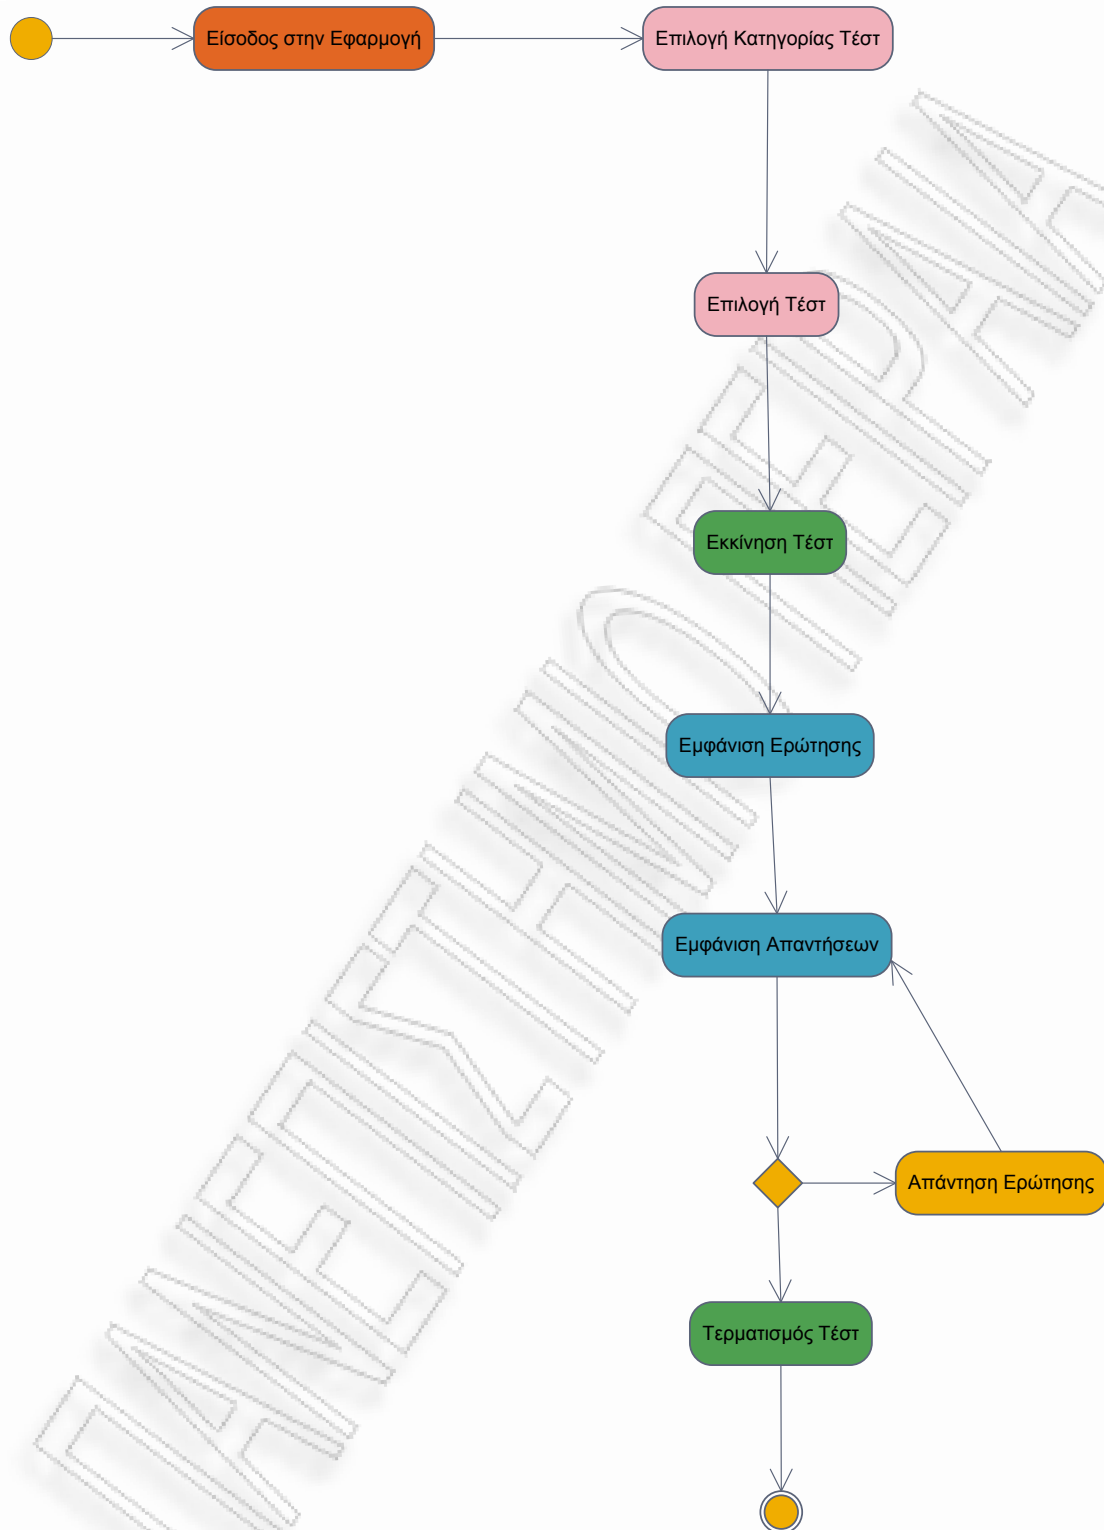 Είσοδος στην Εφαρμογή
Επιλογή Κατηγορίας Τέστ
Επιλογή Τέστ
Εκκίνηση Τέστ
Εμφάνιση Ερώτησης
Εμφάνιση Απαντήσεων
Απάντηση Ερώτησης
Τερματισμός Τέστ
ΠΑΝΕΠΙΣΤΗΜΙΟ ΠΕΙΡΑΙΑ